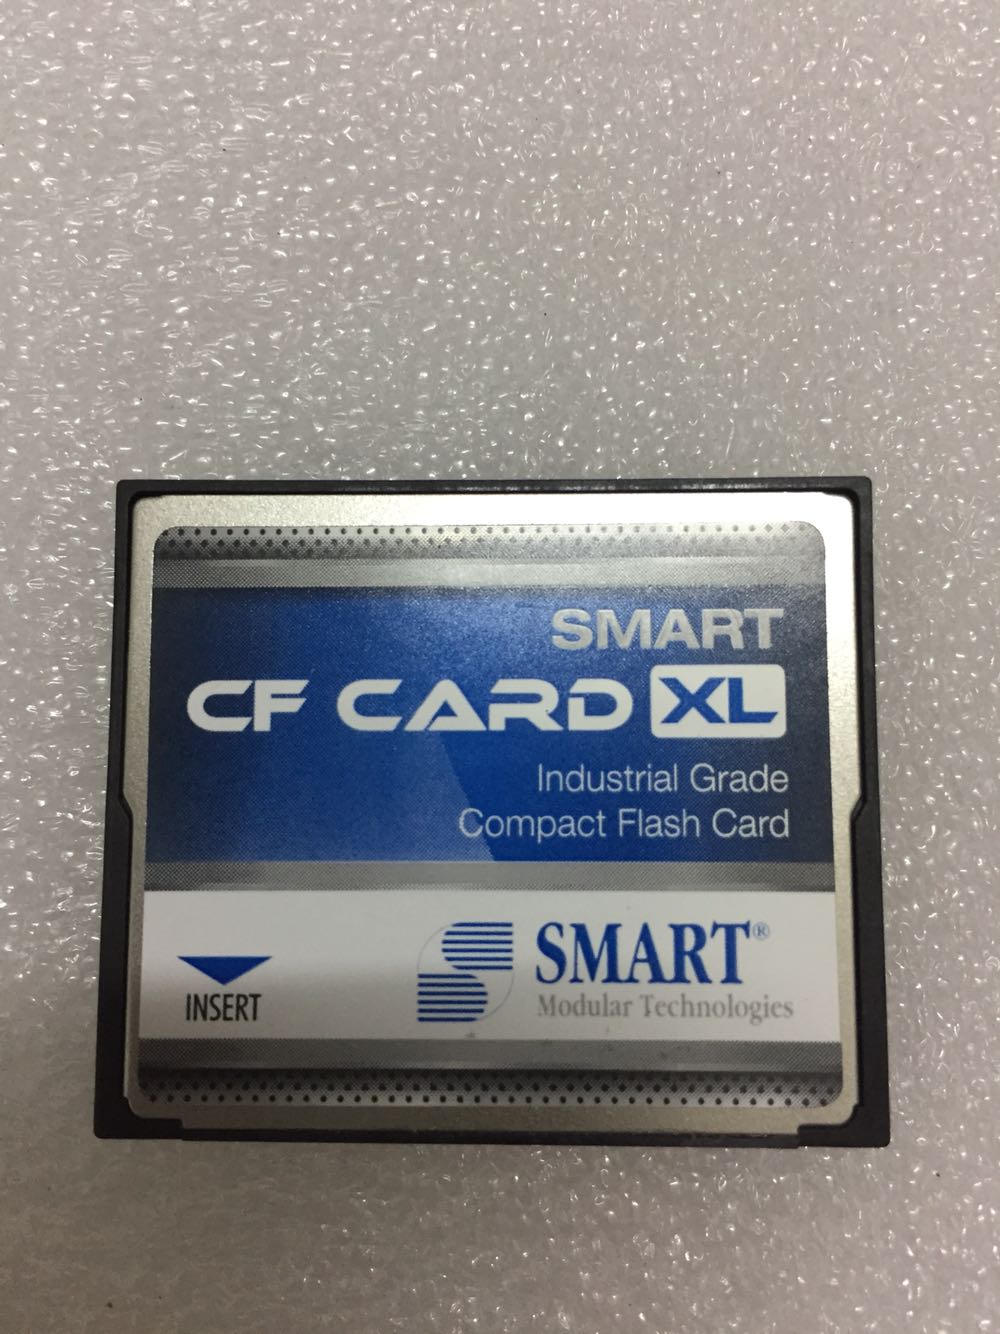 SMART
CF CARD XL
Industrial Grade
Compact Flash Card
INSERT
SMART®
Modular Technologies